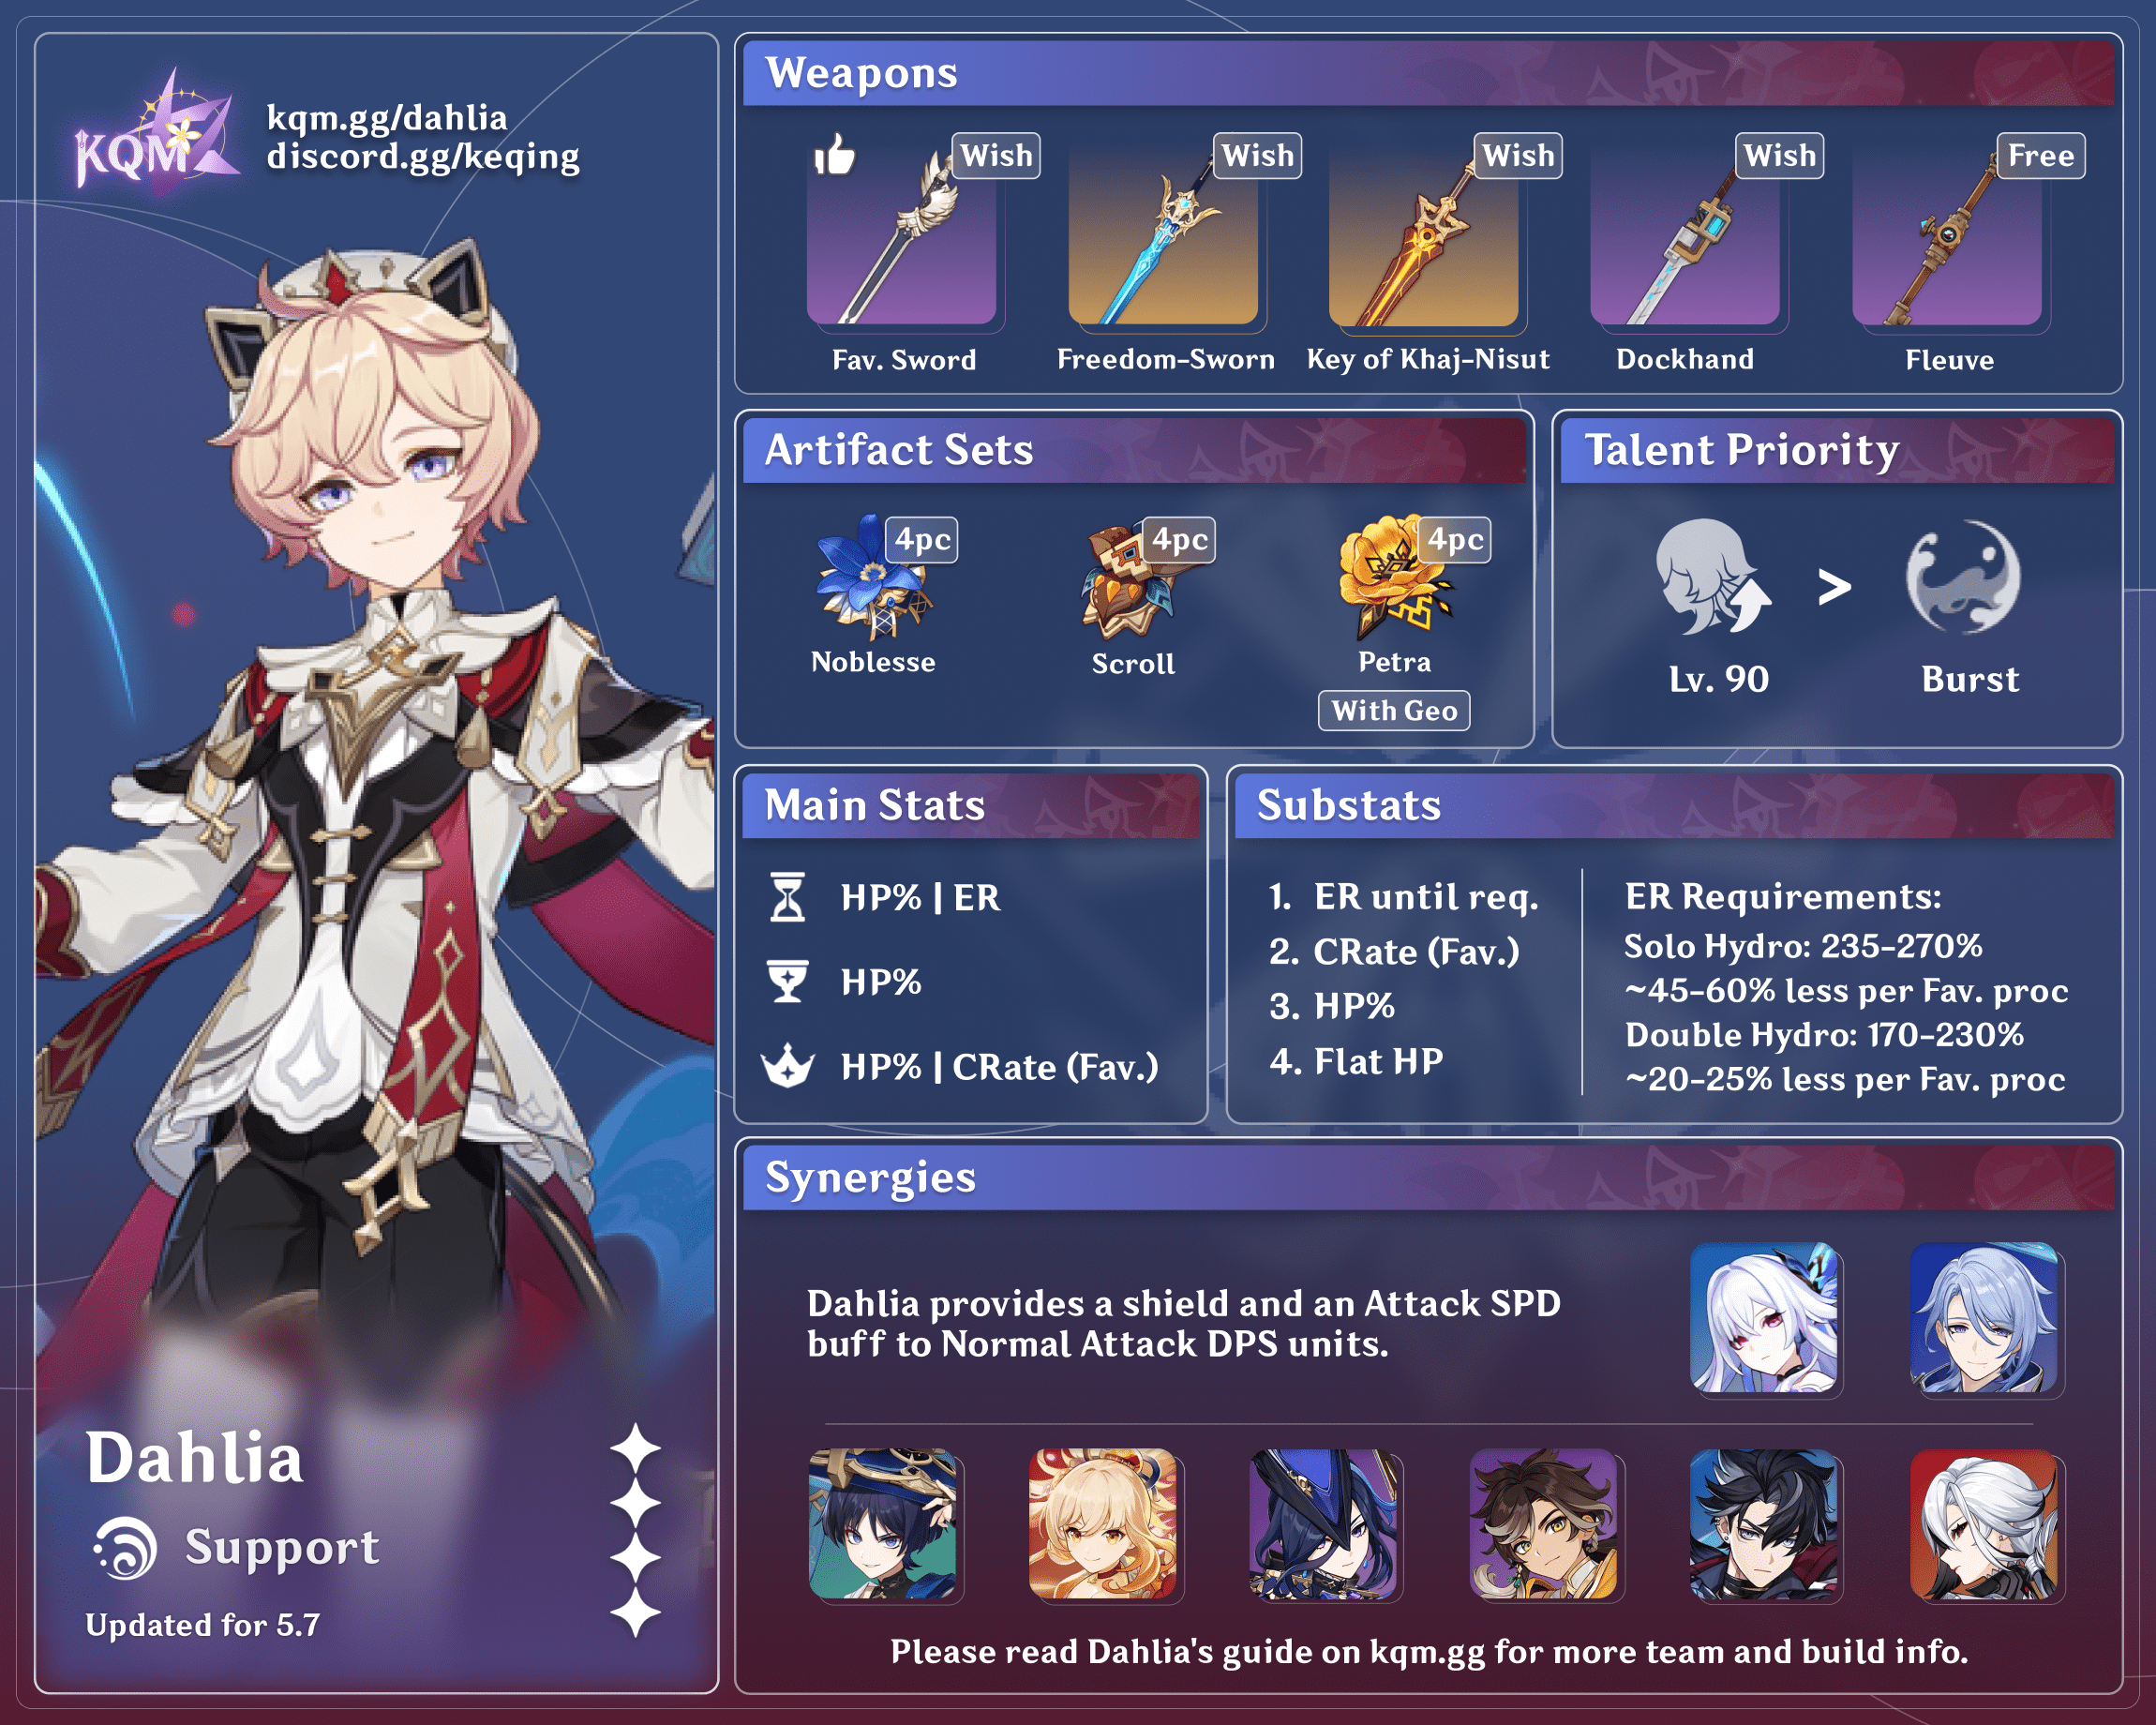 KQM
kqm.gg/dahlia
discord.gg/keqing
Dahlia
Support
Updated for 5.7
Weapons
Wish
Wish
Wish
Wish
Free
Fav. Sword
Freedom-Sworn
Key of Khaj-Nisut
Dockhand
Fleuve
Artifact Sets
4pc
4pc
4pc
Noblesse
Scroll
Petra
With Geo
Talent Priority
>
Lv. 90
Burst
Main Stats
HP% | ER
HP%
HP% | CRate (Fav.)
Substats
1. ER until req.
2. CRate (Fav.)
3. HP%
4. Flat HP
ER Requirements:
Solo Hydro: 235-270%
~45-60% less per Fav. proc
Double Hydro: 170-230%
~20-25% less per Fav. proc
Synergies
Dahlia provides a shield and an Attack SPD
buff to Normal Attack DPS units.
Please read Dahlia's guide on kqm.gg for more team and build info.